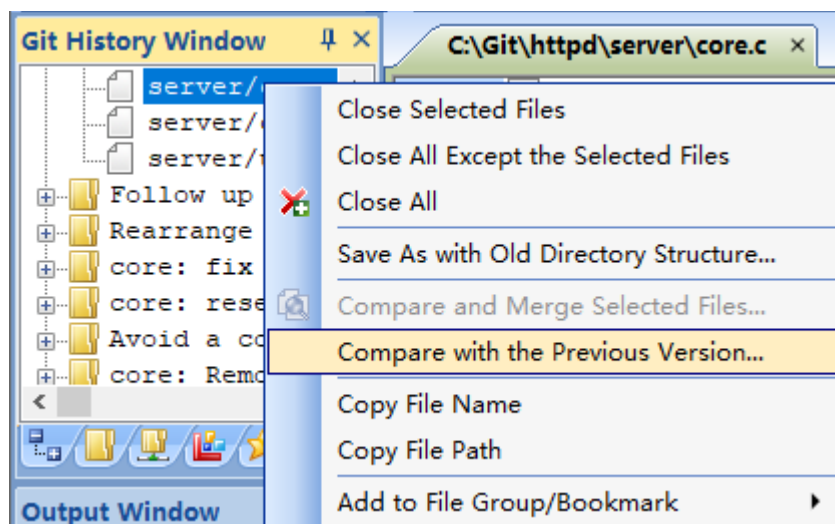 Git History Window
C:\Git\httpd\server\core.c
server/
server/
server/
Follow up
Rearrange
core: fix
core: rese
Avoid a co
core: Remo
Close Selected Files
Close All Except the Selected Files
Close All
Save As with Old Directory Structure...
Compare and Merge Selected Files...
Compare with the Previous Version...
Copy File Name
Copy File Path
Add to File Group/Bookmark
Output Window